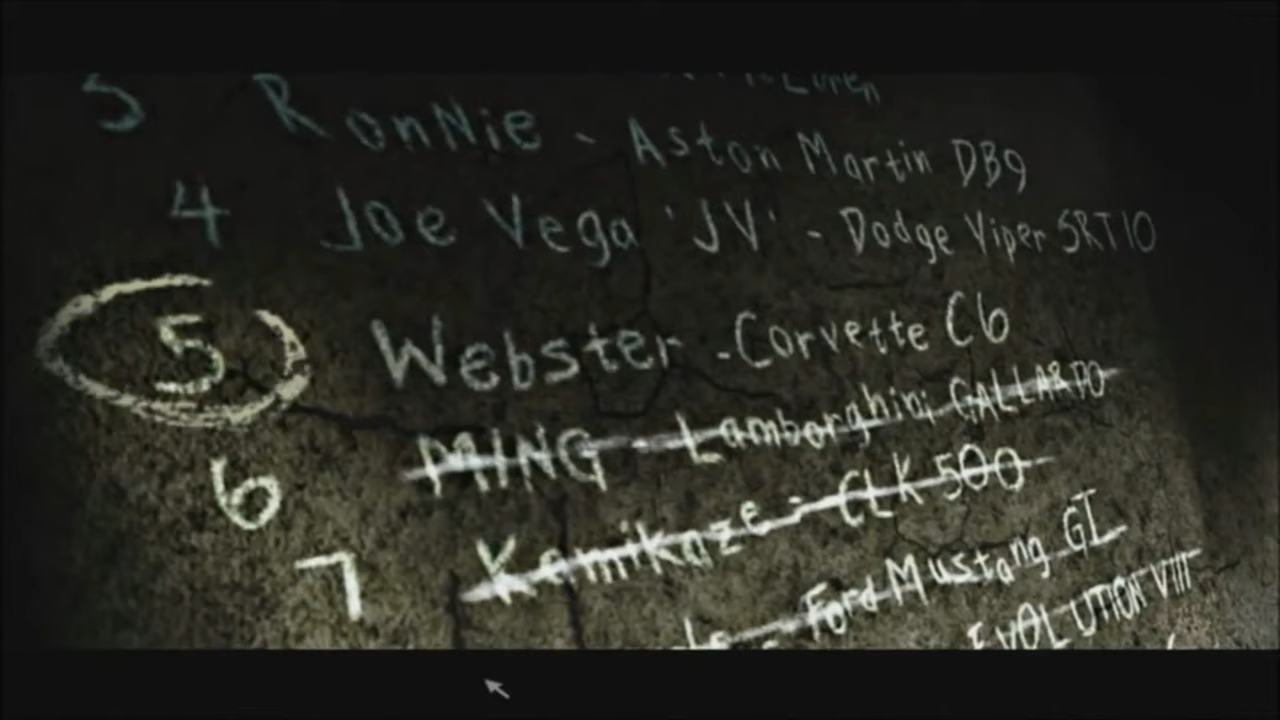 Ronnie - Aston Martin DB9
4 Joe Vega 'JV' - Dodge Viper SRT10
5 Webster - Corvette C6
6 MING - Lamborghini GALLARDO
7 Kamikaze - CLK 500
- Ford Mustang GT
EVOLUTION VIII